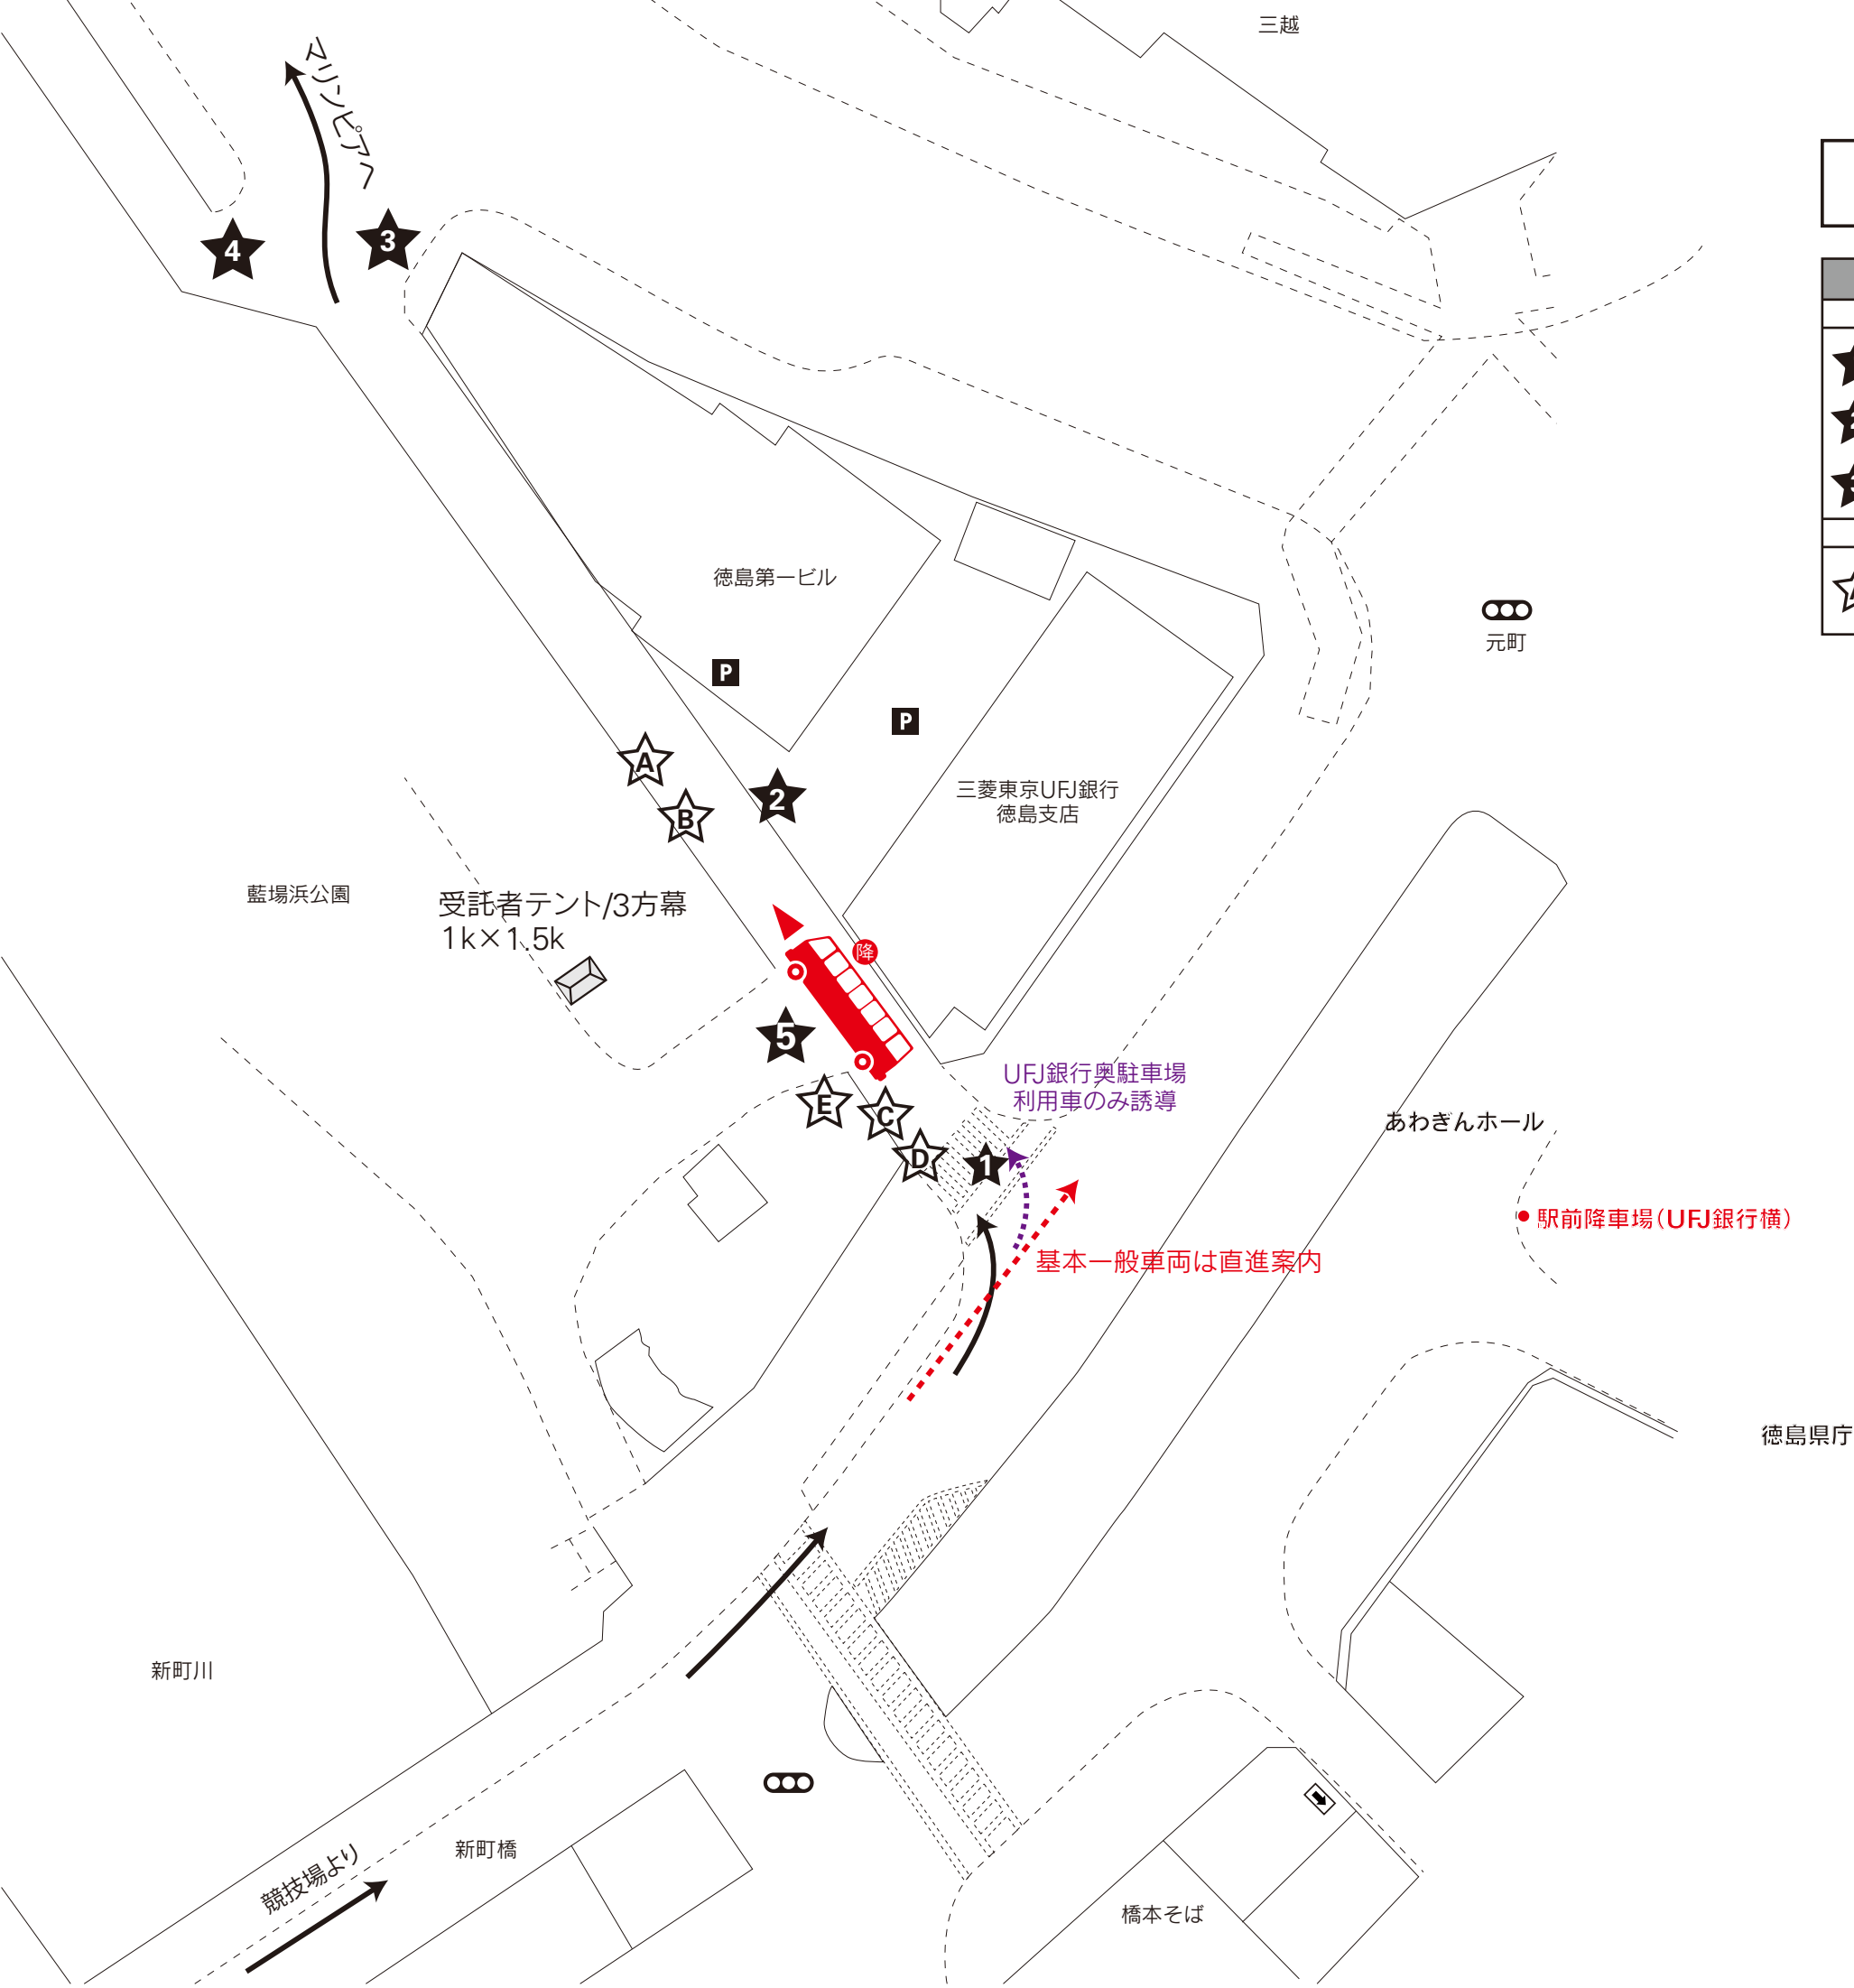 三越
マリンピアへ
4
3
徳島第一ビル
元町
P
P
A
B
2
三菱東京UFJ銀行
徳島支店
藍場浜公園
受託者テント/3方幕
1k×1.5k
降
5
E
C
D
1
UFJ銀行奥駐車場
利用車のみ誘導
あわぎんホール
駅前降車場（UFJ銀行横）
基本一般車両は直進案内
徳島県庁
新町川
新町橋
競技場より
橋本そば